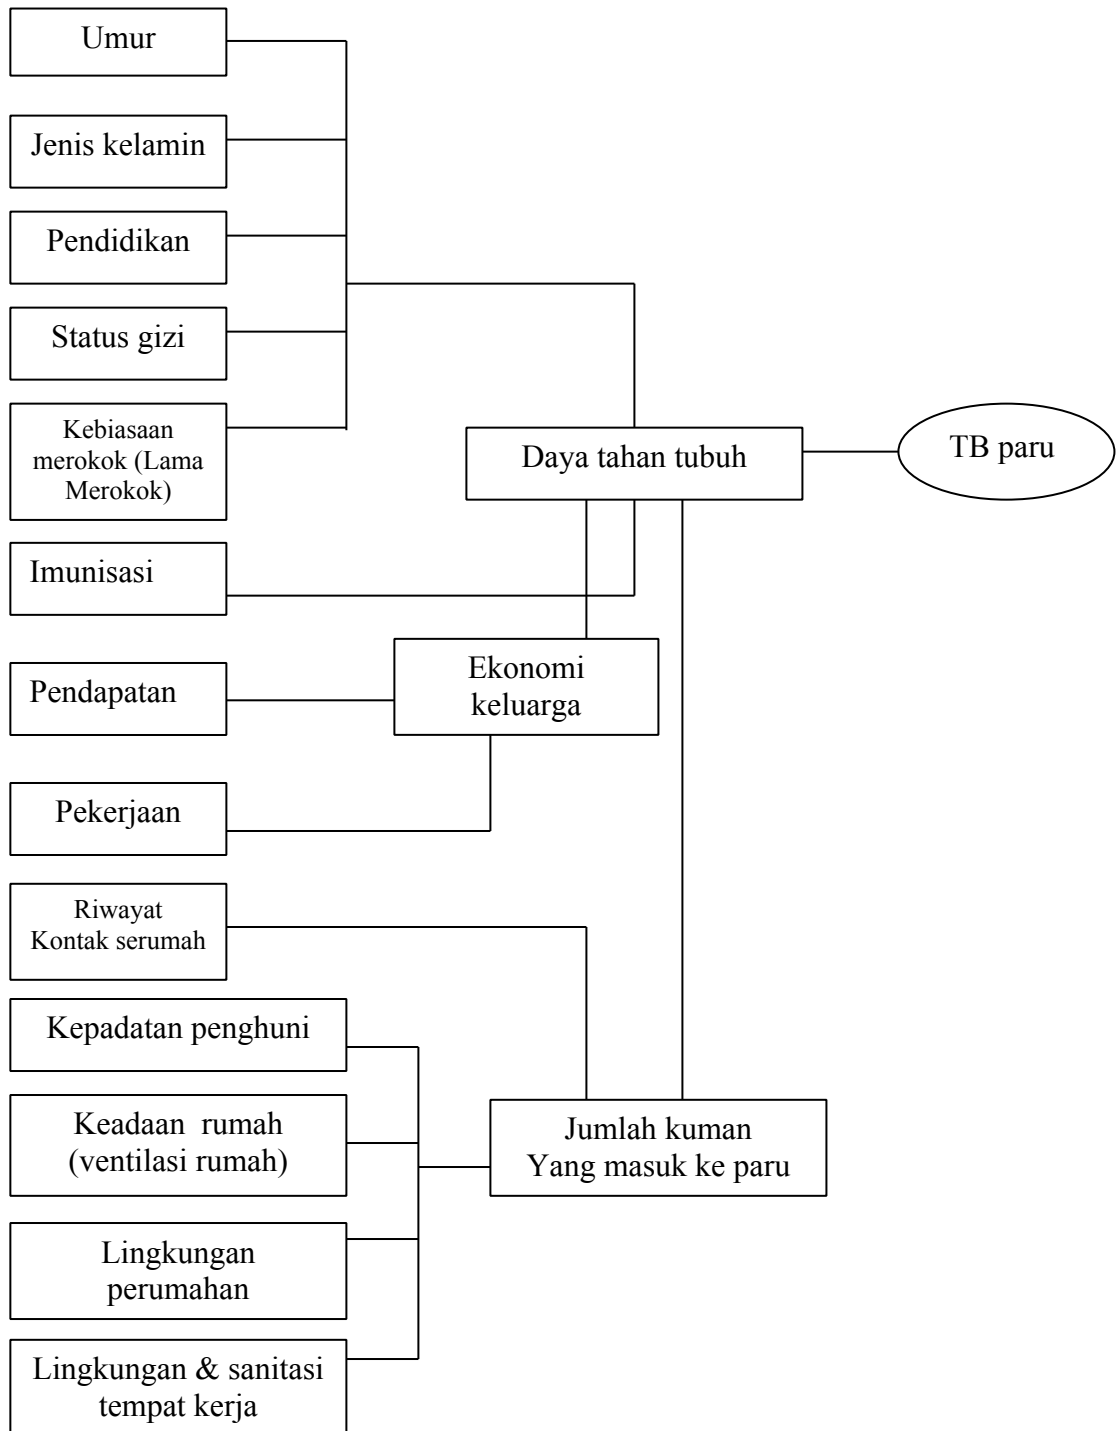 Umur
Jenis kelamin
Pendidikan
Status gizi
Kebiasaan
merokok (Lama
Merokok)
Daya tahan tubuh
TB paru
Imunisasi
Pendapatan
Ekonomi
keluarga
Pekerjaan
Riwayat
Kontak serumah
Kepadatan penghuni
Keadaan  rumah
(ventilasi rumah)
Jumlah kuman
Yang masuk ke paru
Lingkungan
perumahan
Lingkungan & sanitasi
tempat kerja